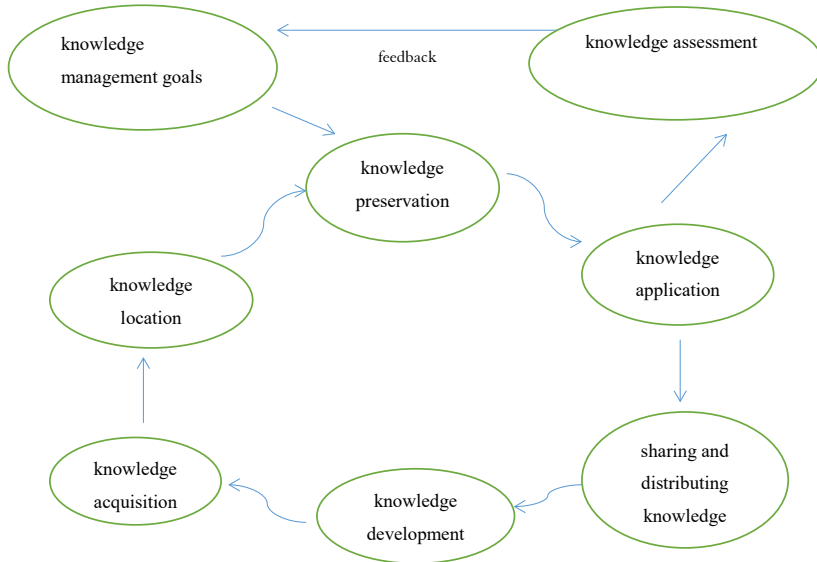 knowledge
management goals
feedback
knowledge assessment
knowledge
preservation
knowledge
location
knowledge
application
knowledge
acquisition
knowledge
development
sharing and
distributing
knowledge